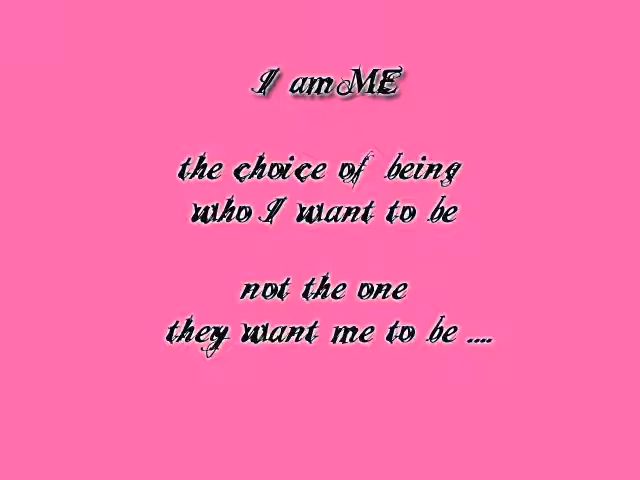 I am ME
the choice of being
who I want to be
not the one
they want me to be ....